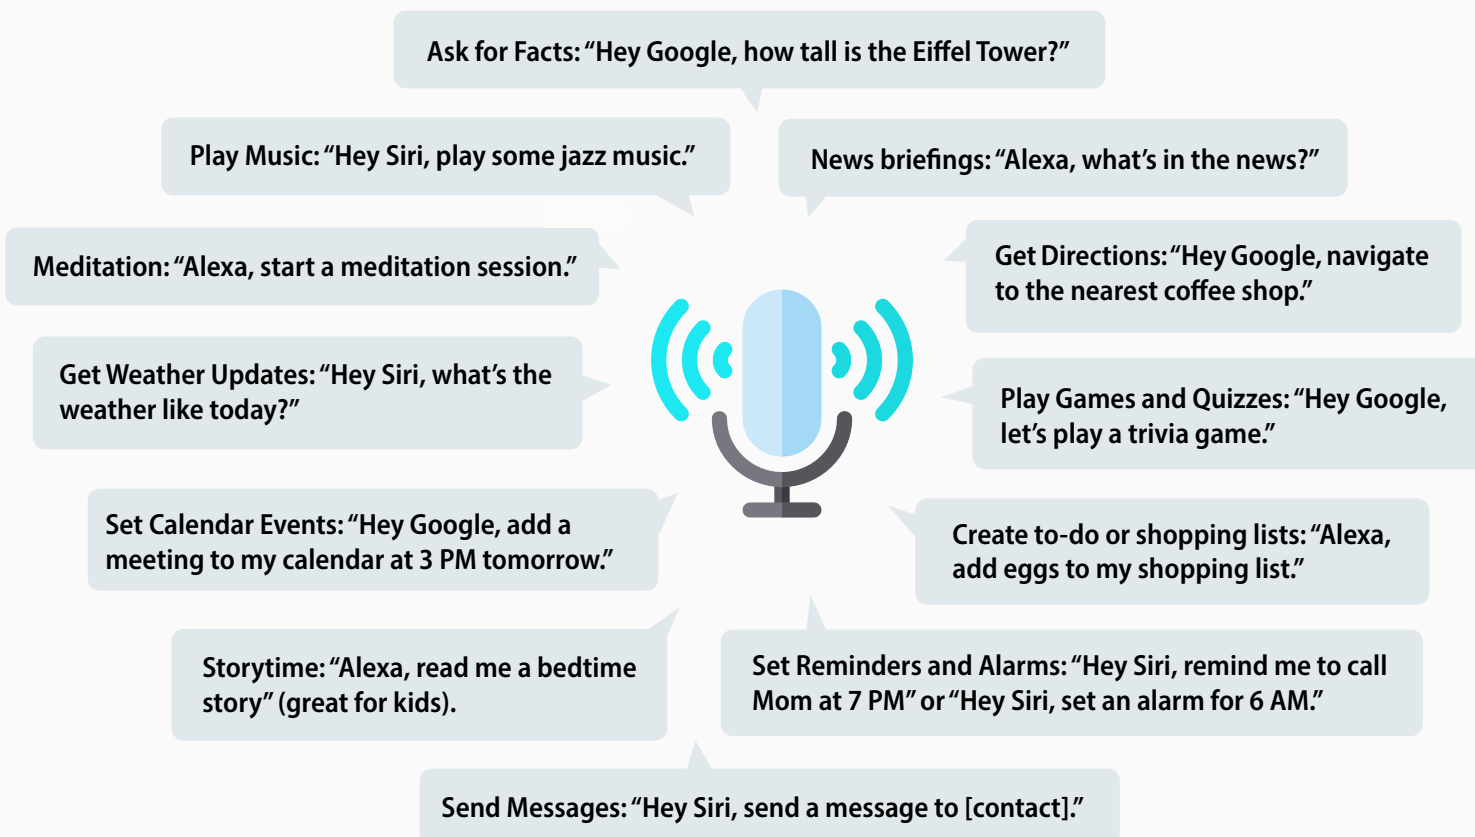 Ask for Facts: “Hey Google, how tall is the Eiffel Tower?”
Play Music: “Hey Siri, play some jazz music.”
News briefings: “Alexa, what’s in the news?”
Meditation: “Alexa, start a meditation session.”
Get Directions: “Hey Google, navigate
to the nearest coffee shop.”
Get Weather Updates: “Hey Siri, what’s the
weather like today?”
Play Games and Quizzes: “Hey Google,
let’s play a trivia game.”
Set Calendar Events: “Hey Google, add a
meeting to my calendar at 3 PM tomorrow.”
Create to-do or shopping lists: “Alexa,
add eggs to my shopping list.”
Storytime: “Alexa, read me a bedtime
story” (great for kids).
Set Reminders and Alarms: “Hey Siri, remind me to call
Mom at 7 PM” or “Hey Siri, set an alarm for 6 AM.”
Send Messages: “Hey Siri, send a message to [contact].”